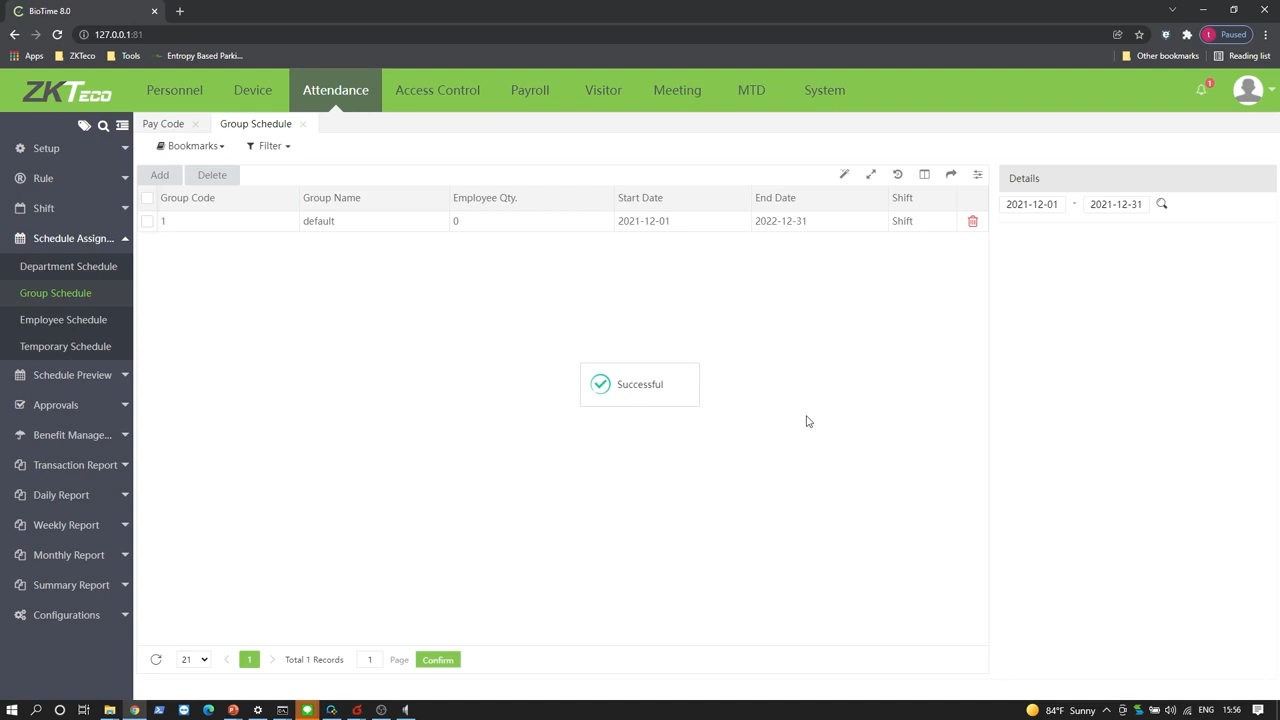 BioTime 8.0
127.0.0.1:81
Paused
Apps
ZKTeco
Tools
Entropy Based Parki...
Other bookmarks
Reading list
ZKTeco
Personnel
Device
Attendance
Access Control
Payroll
Visitor
Meeting
MTD
System
1
Pay Code
Group Schedule
Bookmarks
Filter
Setup
Rule
Shift
Schedule Assign...
Department Schedule
Group Schedule
Employee Schedule
Temporary Schedule
Schedule Preview
Approvals
Benefit Manage...
Transaction Report
Daily Report
Weekly Report
Monthly Report
Summary Report
Configurations
Add
Delete
Group Code Group Name Employee Qty. Start Date End Date Shift
1 default 0 2021-12-01 2022-12-31 Shift
Successful
Details
2021-12-01 - 2021-12-31
21 1 Total 1 Records 1 Page Confirm
84°F Sunny
ENG
15:56